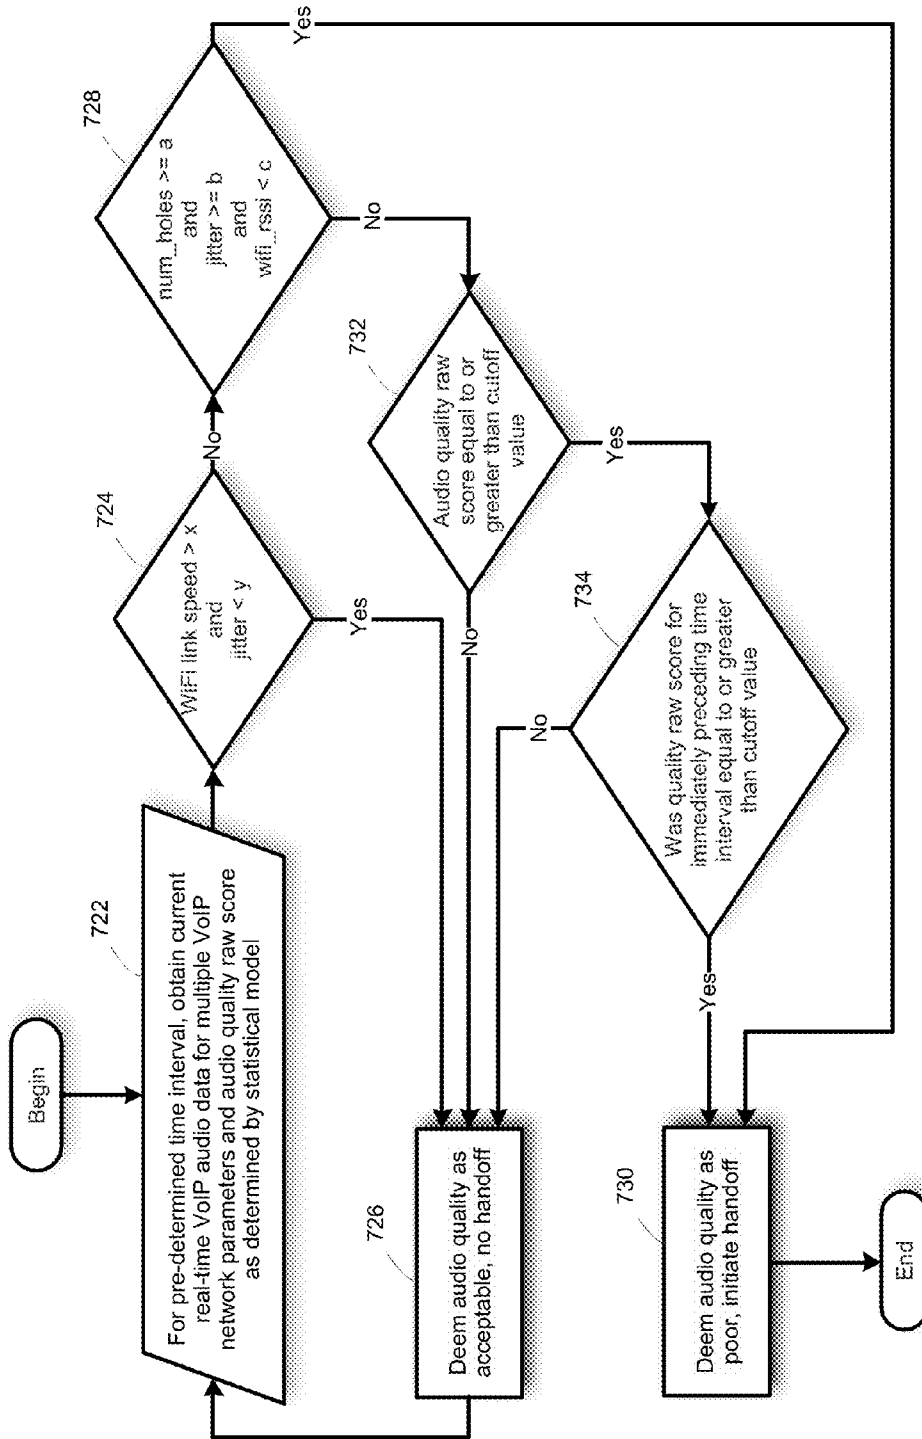 Begin
722
For pre-determined time interval, obtain current
real-time VoIP audio data for multiple VoIP
network parameters and audio quality raw score
as determined by statistical model
724
WiFi link speed > x
and
jitter < y
No
Yes
728
num_holes >= a
and
jitter >= b
and
wifi_rssi < c
Yes
No
732
Audio quality raw
score equal to or
greater than cutoff
value
No
Yes
734
Was quality raw score for
immediately preceding time
interval equal to or greater
than cutoff value
No
Yes
726
Deem audio quality as
acceptable, no handoff
730
Deem audio quality as
poor, initiate handoff
End